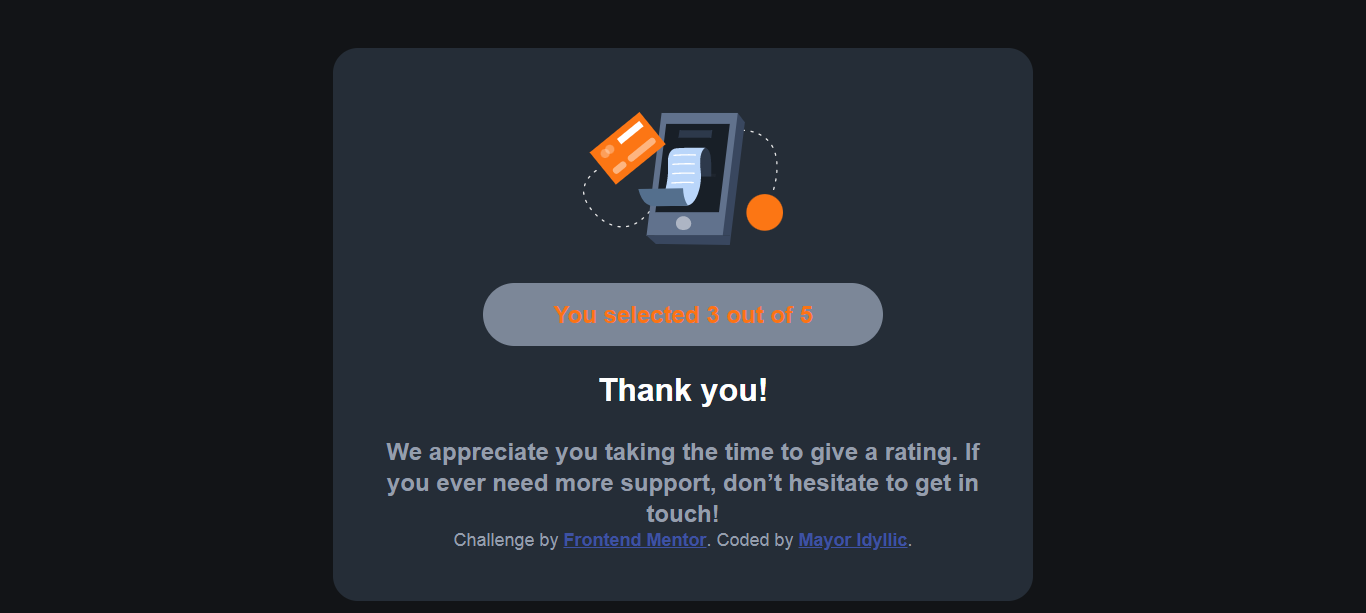 You selected 3 out of 5
Thank you!
We appreciate you taking the time to give a rating. If
you ever need more support, don’t hesitate to get in
touch!
Challenge by Frontend Mentor. Coded by Mayor Idyllic.